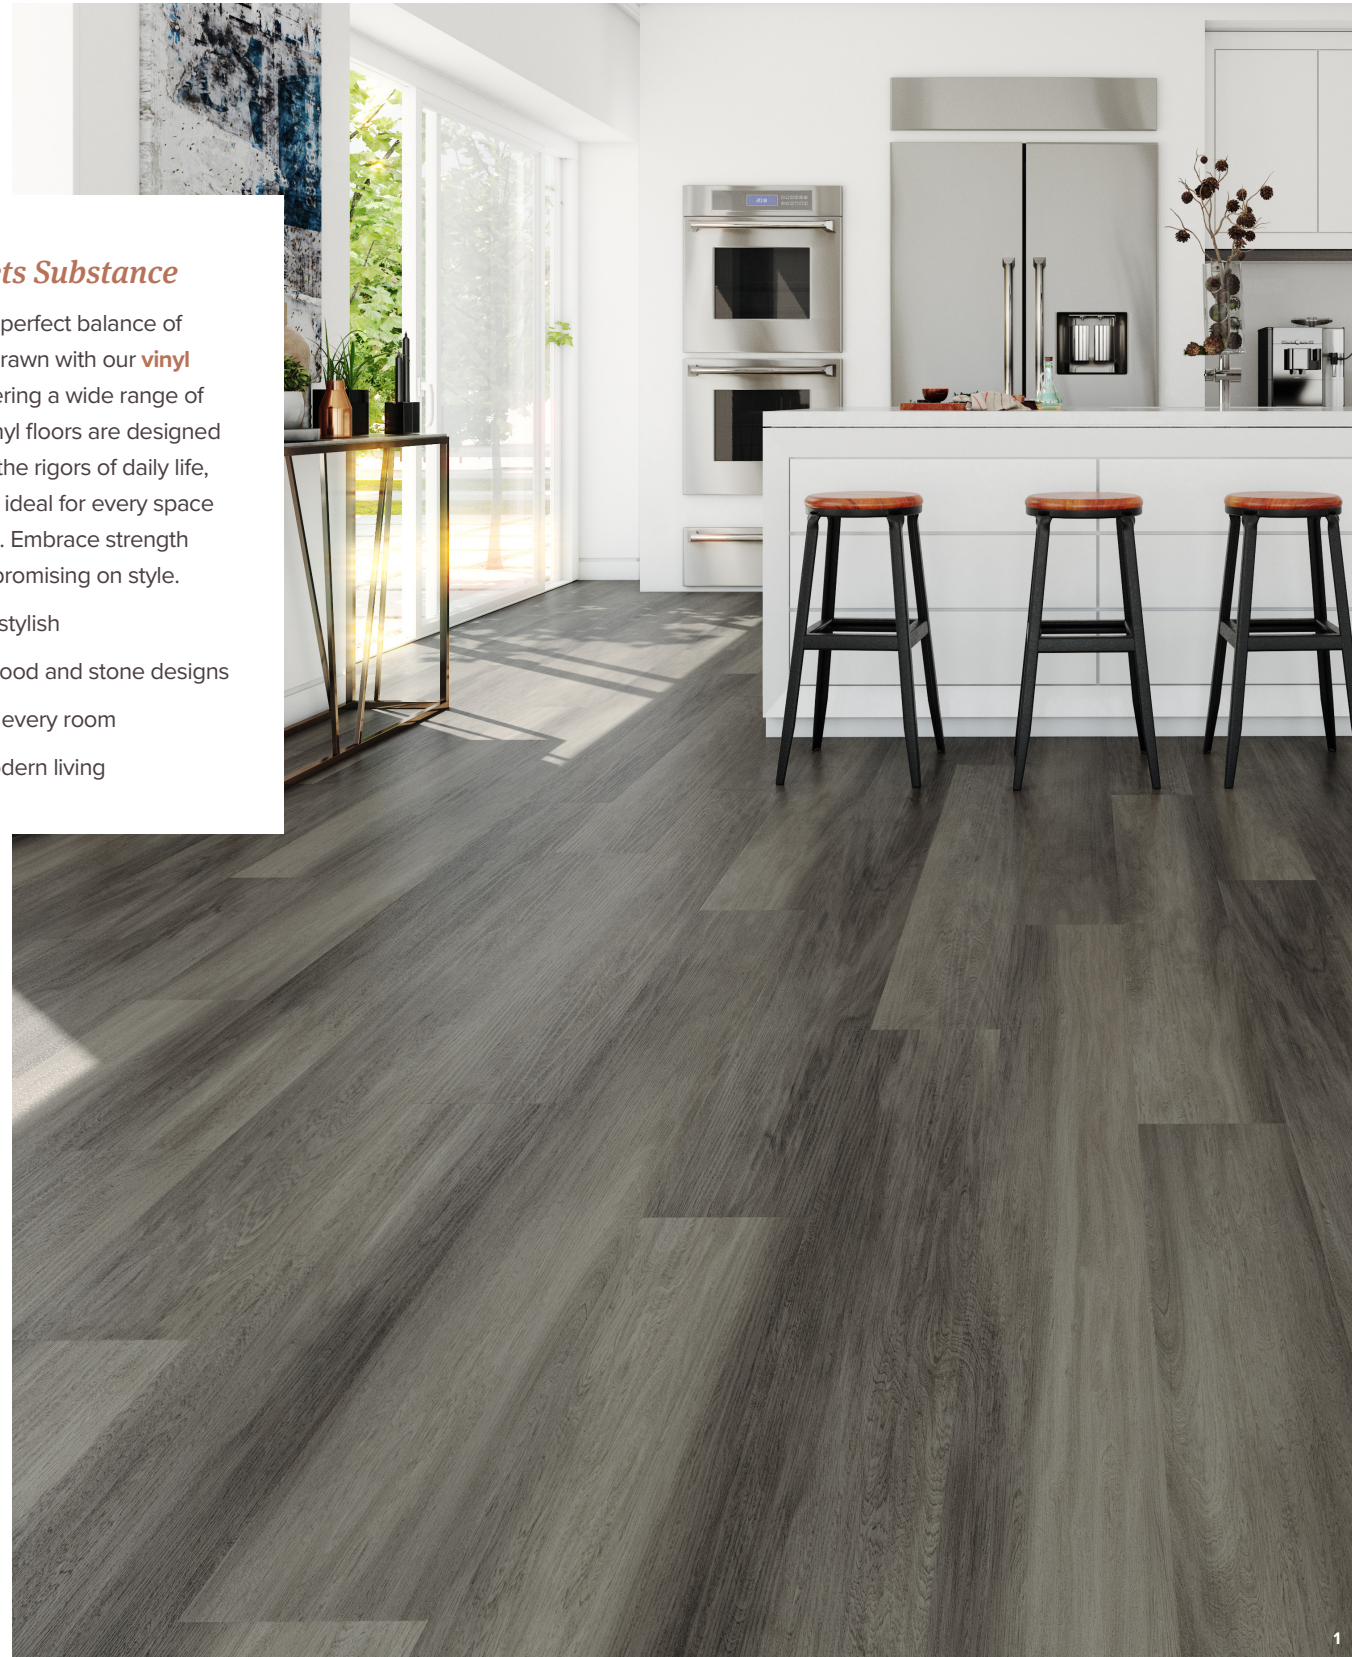 ts Substance
perfect balance of
rawn with our vinyl
ering a wide range of
nyl floors are designed
the rigors of daily life,
ideal for every space
. Embrace strength
promising on style.
stylish
ood and stone designs
every room
dern living
1